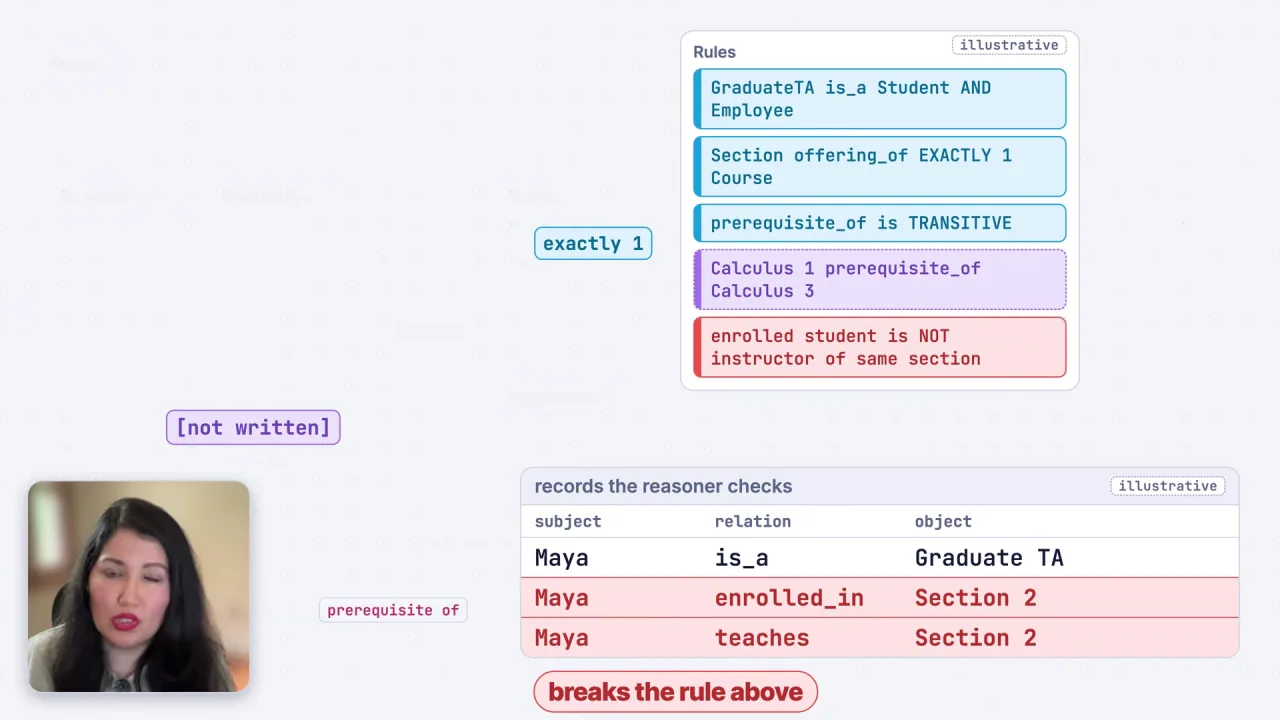 Rules
illustrative
GraduateTA is_a Student AND
Employee
Section offering_of EXACTLY 1
Course
exactly 1
prerequisite_of is TRANSITIVE
Calculus 1 prerequisite_of
Calculus 3
enrolled student is NOT
instructor of same section
[not written]
records the reasoner checks
illustrative
subject relation object
Maya is_a Graduate TA
Maya enrolled_in Section 2
prerequisite of
Maya teaches Section 2
breaks the rule above